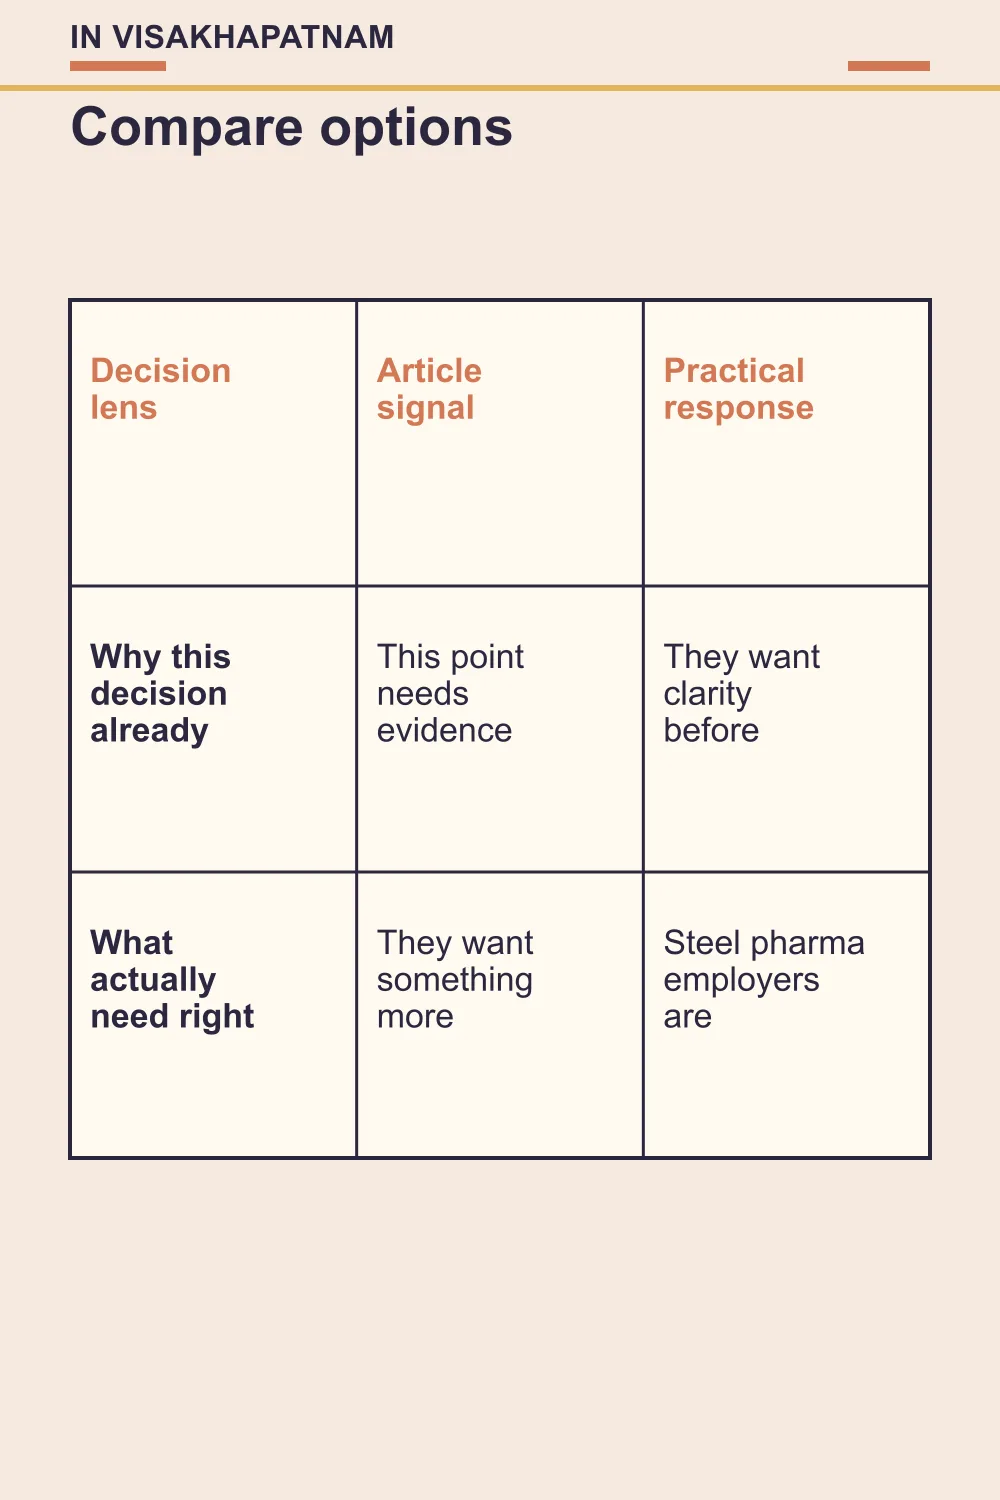 IN VISAKHAPATNAM
Compare options
Decision
lens
Article
signal
Practical
response
Why this
decision
already
This point
needs
evidence
They want
clarity
before
What
actually
need right
They want
something
more
Steel pharma
employers
are